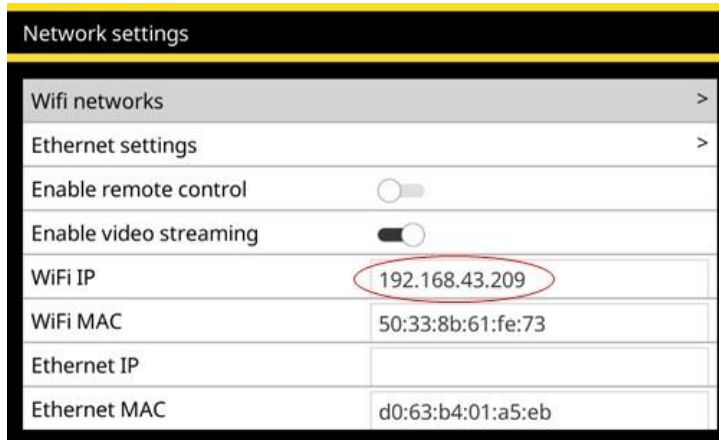 Network settings
Wifi networks >
Ethernet settings >
Enable remote control
Enable video streaming
WiFi IP 192.168.43.209
WiFi MAC 50:33:8b:61:fe:73
Ethernet IP
Ethernet MAC d0:63:b4:01:a5:eb